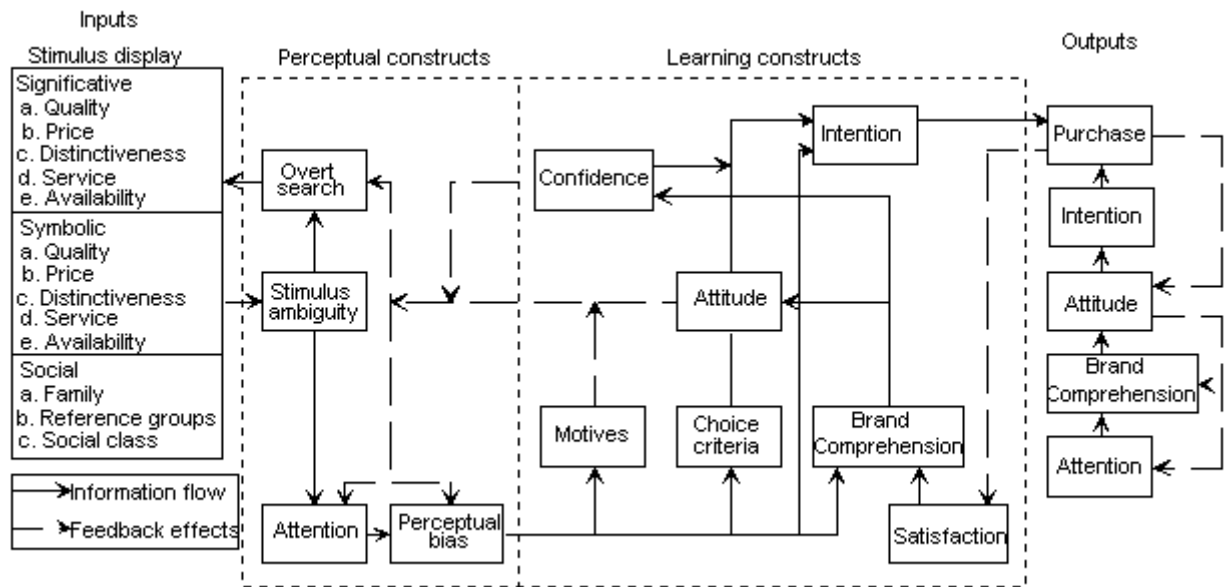 Inputs
Stimulus display
Significative
a. Quality
b. Price
c. Distinctiveness
d. Service
e. Availability
Symbolic
a. Quality
b. Price
c. Distinctiveness
d. Service
e. Availability
Social
a. Family
b. Reference groups
c. Social class
Information flow
Feedback effects
Perceptual constructs
Overt
search
Stimulus
ambiguity
Attention
Perceptual
bias
Learning constructs
Confidence
Intention
Attitude
Motives
Choice
criteria
Brand
Comprehension
Satisfaction
Outputs
Purchase
Intention
Attitude
Brand
Comprehension
Attention